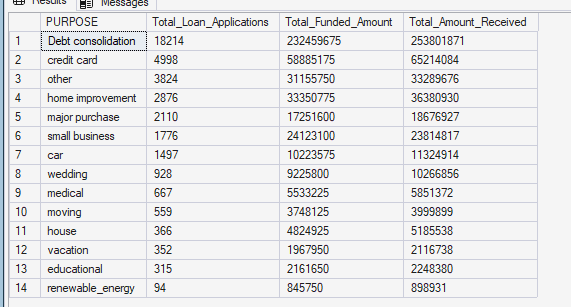 Results Messages
PURPOSE Total_Loan_Applications Total_Funded_Amount Total_Amount_Received
1 Debt consolidation 18214 232459675 253801871
2 credit card 4998 58885175 65214084
3 other 3824 31155750 33289676
4 home improvement 2876 33350775 36380930
5 major purchase 2110 17251600 18676927
6 small business 1776 24123100 23814817
7 car 1497 10223575 11324914
8 wedding 928 9225800 10266856
9 medical 667 5533225 5851372
10 moving 559 3748125 3999899
11 house 366 4824925 5185538
12 vacation 352 1967950 2116738
13 educational 315 2161650 2248380
14 renewable_energy 94 845750 898931